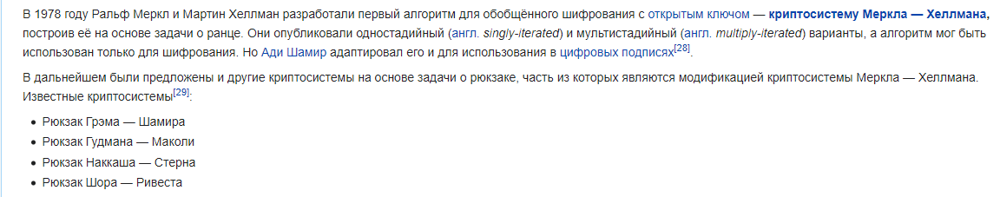 В 1978 году Ральф Меркл и Мартин Хеллман разработали первый алгоритм для обобщённого шифрования с открытым ключом — криптосистему Меркла — Хеллмана,
построив её на основе задачи о ранце. Они опубликовали одностадийный (англ. singly-iterated) и мультистадийный (англ. multiply-iterated) варианты, а алгоритм мог быть
использован только для шифрования. Но Ади Шамир адаптировал его и для использования в цифровых подписях[28].
В дальнейшем были предложены и другие криптосистемы на основе задачи о рюкзаке, часть из которых являются модификацией криптосистемы Меркла — Хеллмана.
Известные криптосистемы[29]:
• Рюкзак Грэма — Шамира
• Рюкзак Гудмана — Маколи
• Рюкзак Наккаша — Стерна
• Рюкзак Шора — Ривеста